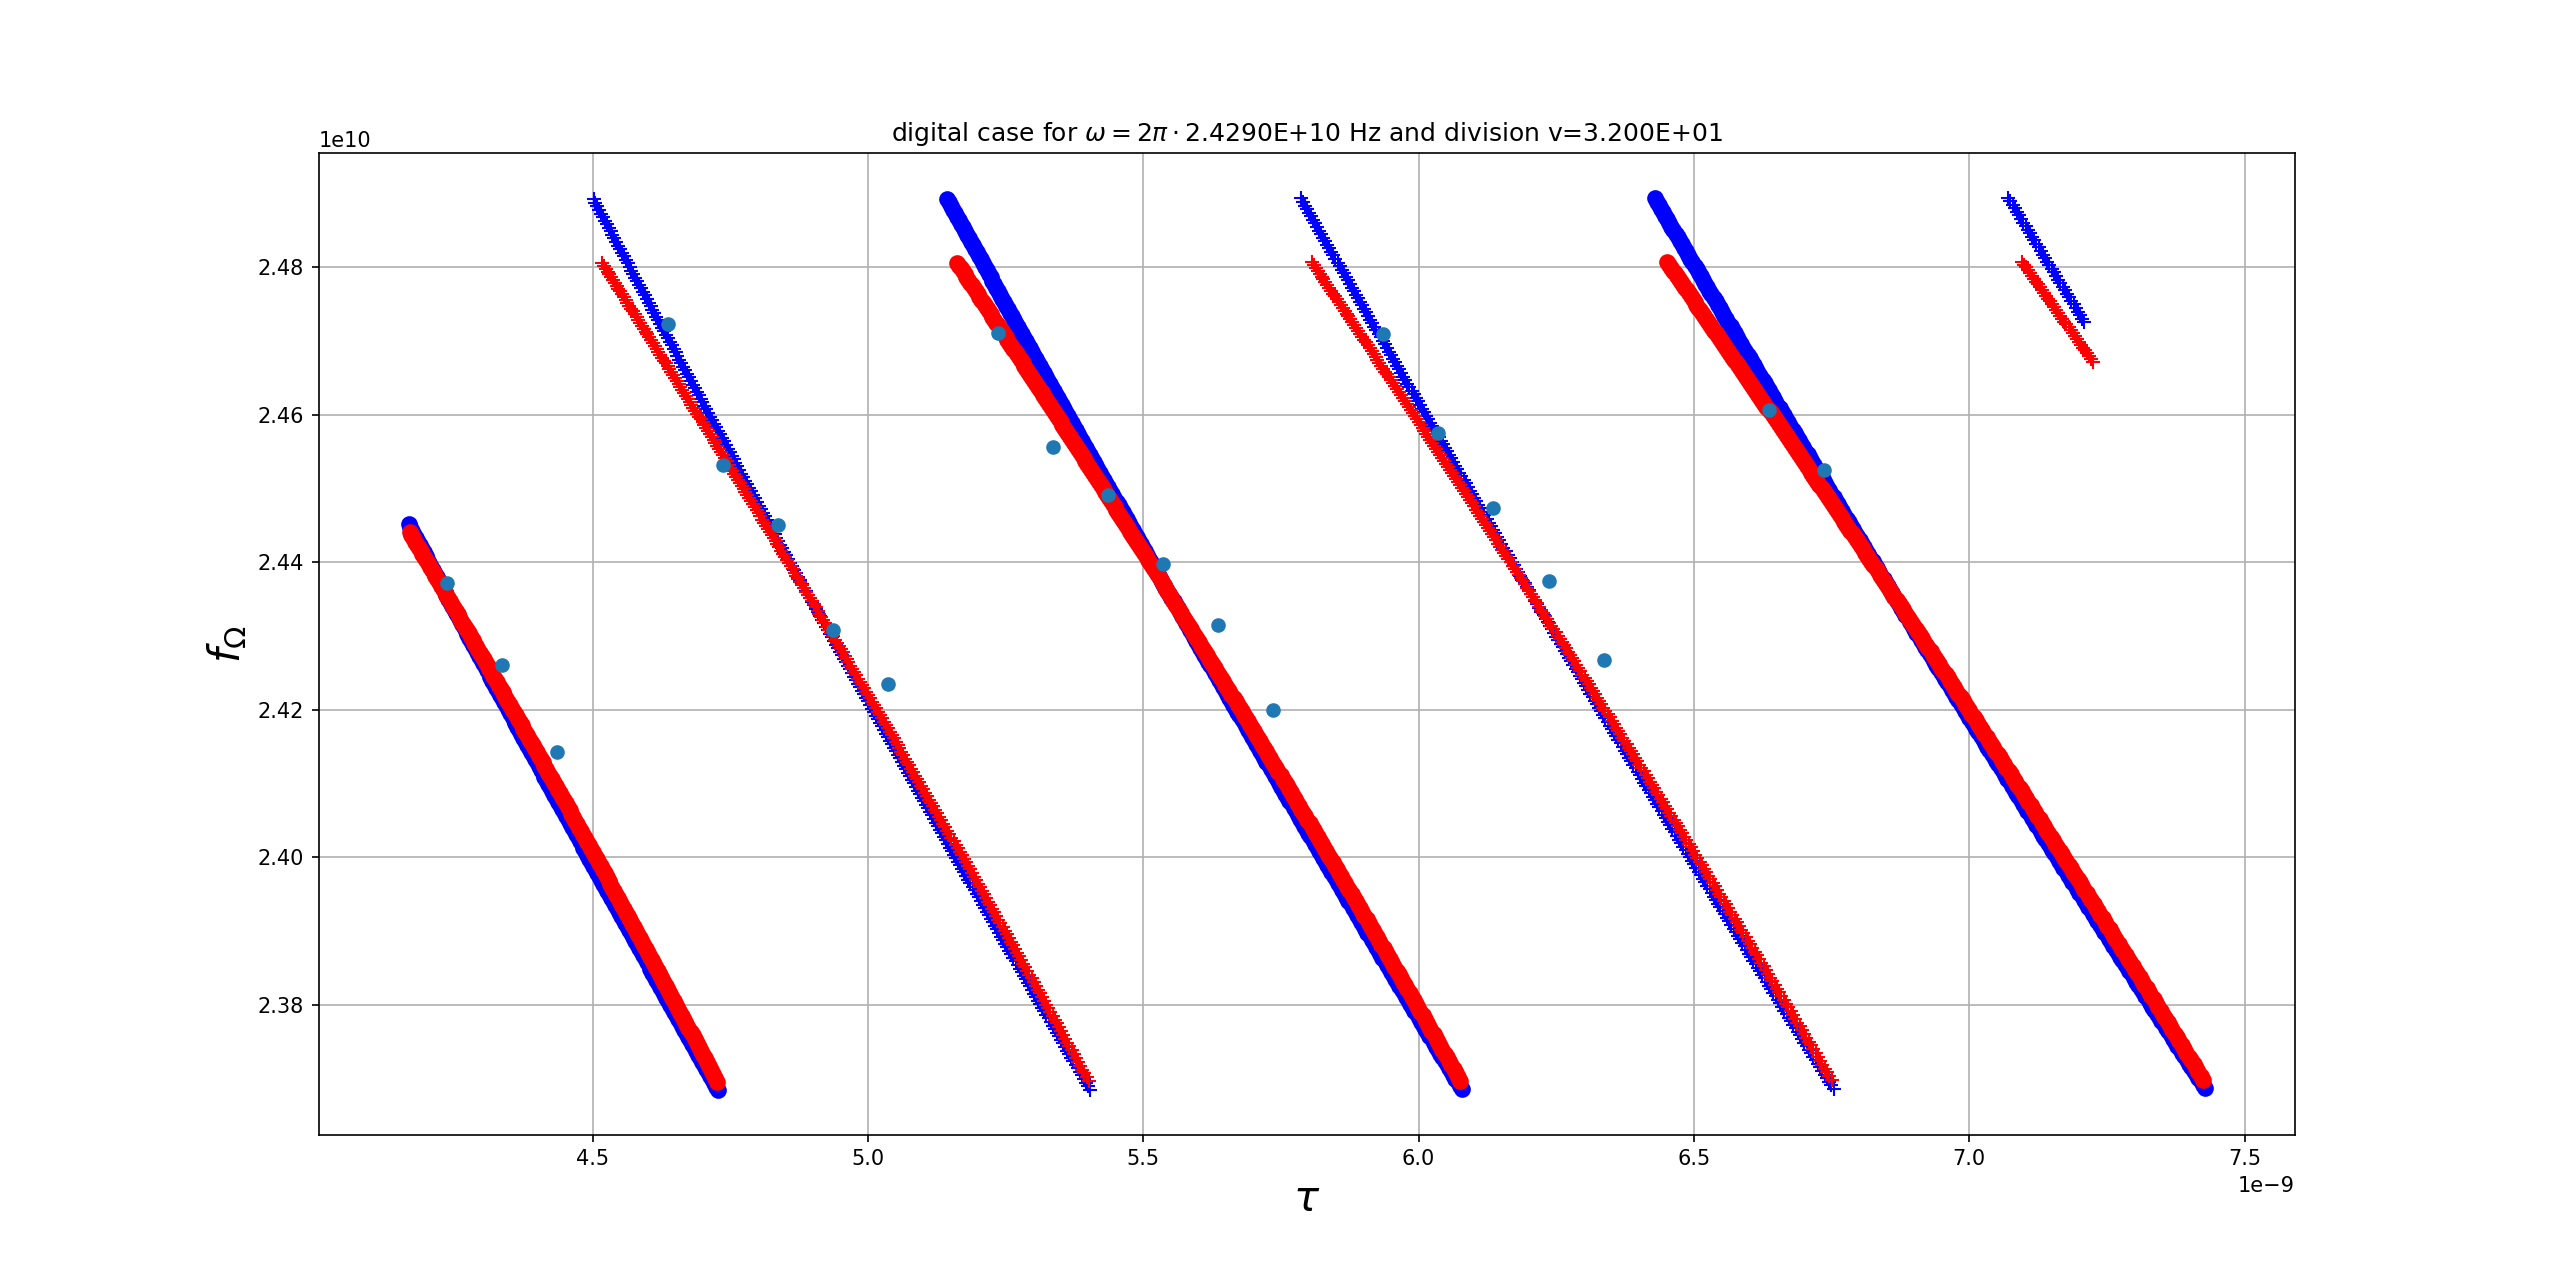 digital case for ω = 2π · 2.4290E+10 Hz and division v=3.200E+01
1e10
2.48
2.46
2.44
2.42
2.40
2.38
f_Ω
4.5 5.0 5.5 6.0 6.5 7.0 7.5
1e−9
τ